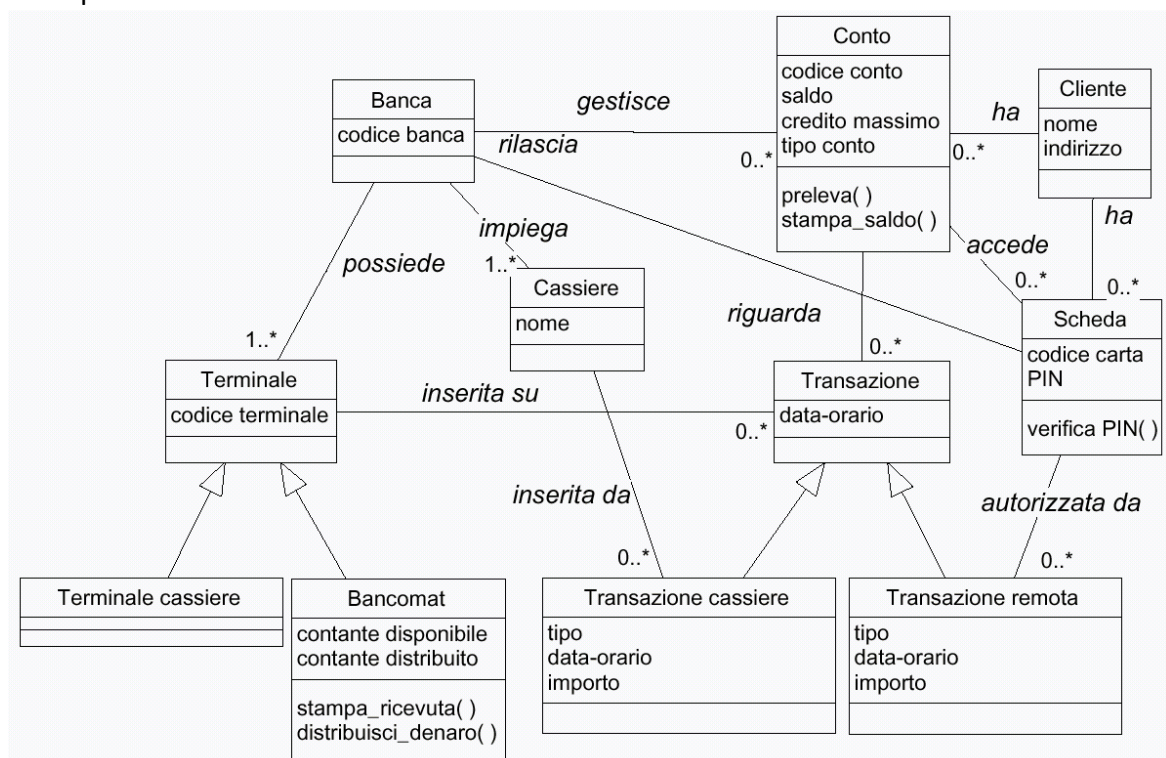 Conto
codice conto
saldo
credito massimo
tipo conto
preleva( )
stampa_saldo( )
Banca
codice banca
gestisce
0..*
ha
0..*
Cliente
nome
indirizzo
rilascia
impiega
1..*
possiede
1..*
Cassiere
nome
accede
0..*
ha
0..*
riguarda
0..*
Scheda
codice carta
PIN
verifica PIN( )
Terminale
codice terminale
inserita su
0..*
Transazione
data-orario
inserita da
0..*
autorizzata da
0..*
Terminale cassiere
Bancomat
contante disponibile
contante distribuito
stampa_ricevuta( )
distribuisci_denaro( )
Transazione cassiere
tipo
data-orario
importo
Transazione remota
tipo
data-orario
importo